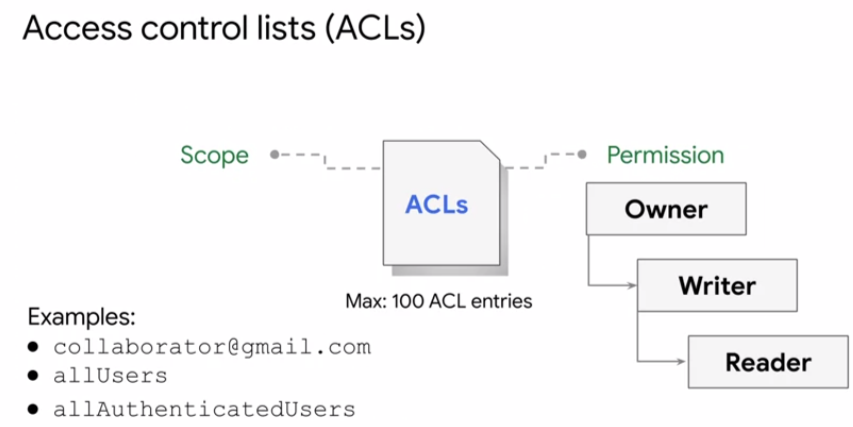 Access control lists (ACLs)
Scope
Permission
ACLs
Owner
Writer
Reader
Max: 100 ACL entries
Examples:
● collaborator@gmail.com
● allUsers
● allAuthenticatedUsers